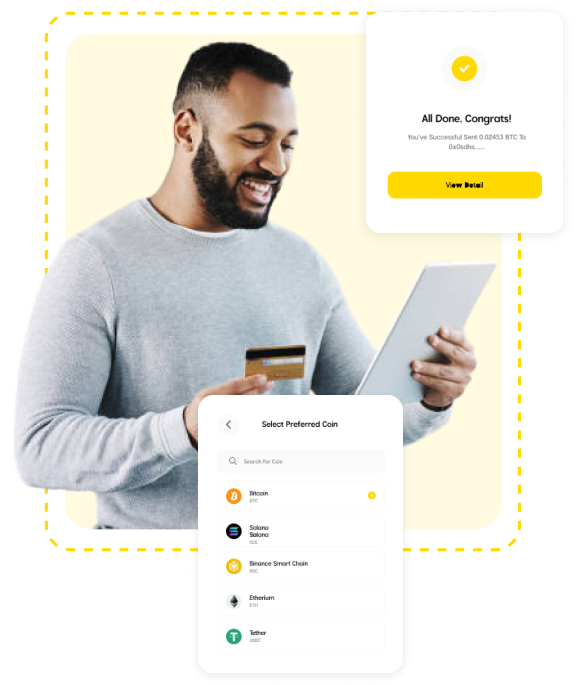 All Done, Congrats!
You've Successful Sent 0.02453 BTC To
0x0sdhs......
View Detail
Select Preferred Coin
Search For Coin
Bitcoin
BTC
Solana
Solana
SOL
Binance Smart Chain
BSC
Etherium
ETH
Tether
USDT